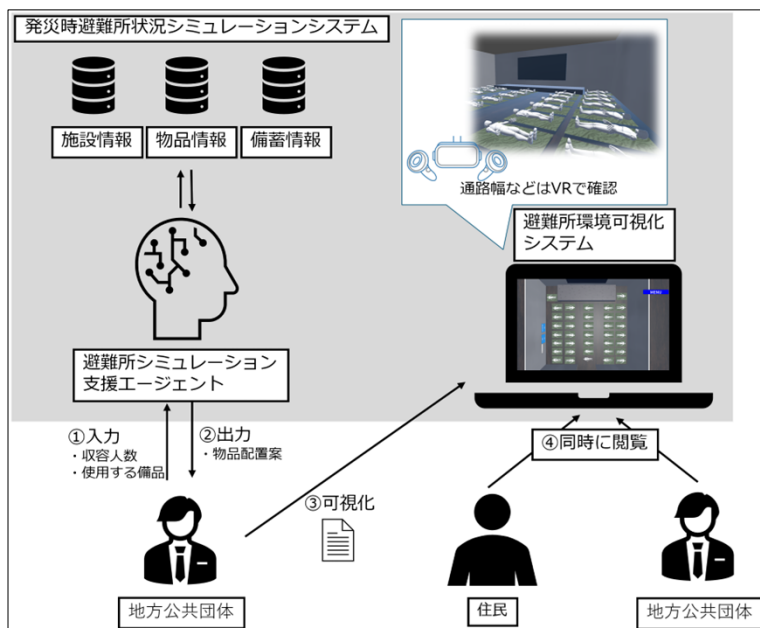 発災時避難所状況シミュレーションシステム
施設情報
物品情報
備蓄情報
通路幅などはVRで確認
避難所環境可視化
システム
MENU
避難所シミュレーション
支援エージェント
①入力
・収容人数
・使用する備品
②出力
・物品配置案
③可視化
④同時に閲覧
地方公共団体
住民
地方公共団体